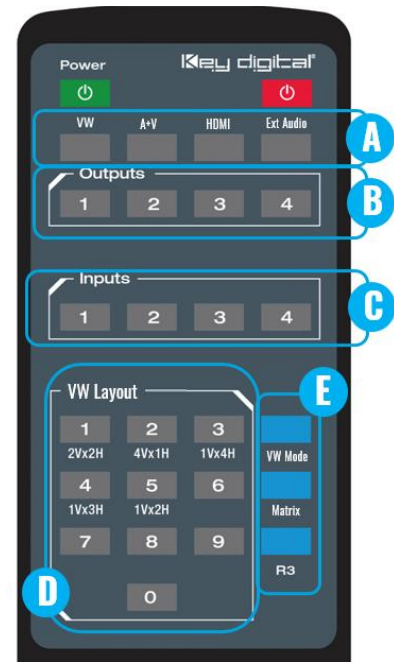 Power Key digital®
VW A+V HDMI Ext Audio
A
Outputs
1 2 3 4
B
Inputs
1 2 3 4
C
VW Layout
E
1 2 3
2Vx2H 4Vx1H 1Vx4H VW Mode
4 5 6
1Vx3H 1Vx2H Matrix
7 8 9
R3
D
0